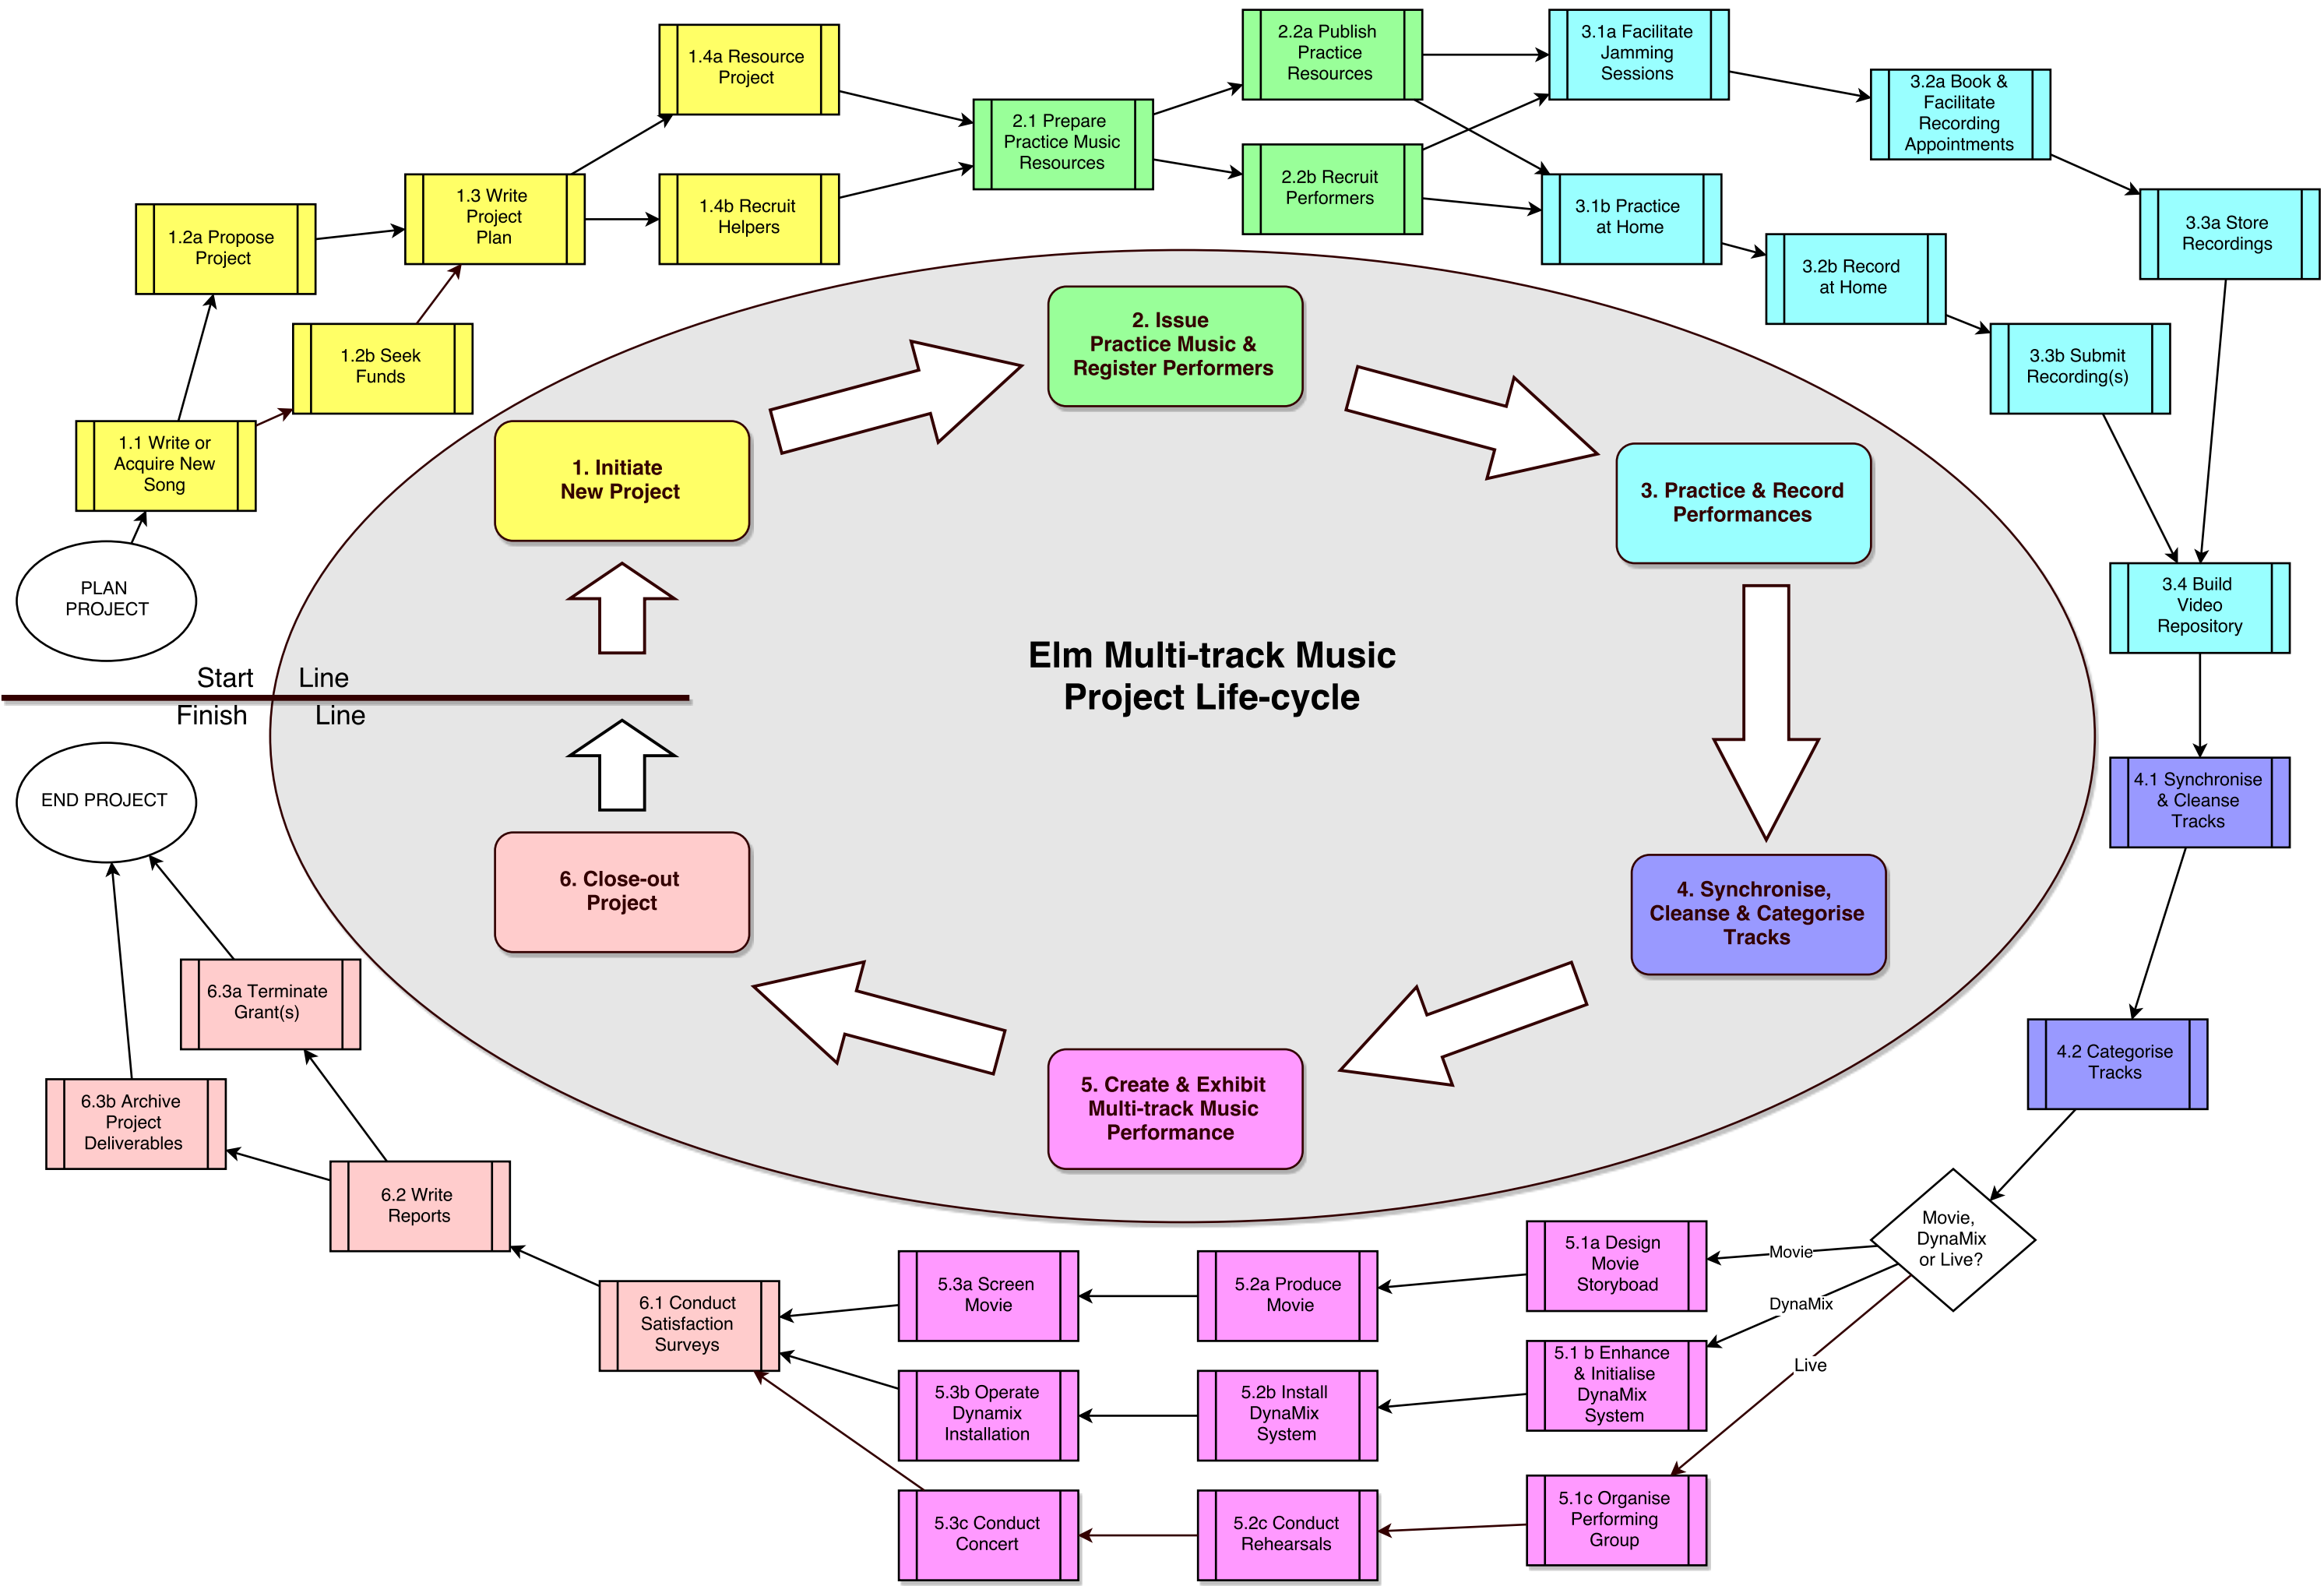 1.4a Resource
Project
2.2a Publish
Practice
Resources
3.1a Facilitate
Jamming
Sessions
3.2a Book &
Facilitate
Recording
Appointments
2.1 Prepare
Practice Music
Resources
1.2a Propose
Project
1.3 Write
Project
Plan
1.4b Recruit
Helpers
2.2b Recruit
Performers
3.1b Practice
at Home
3.3a Store
Recordings
3.2b Record
at Home
1.2b Seek
Funds
3.3b Submit
Recording(s)
1.1 Write or
Acquire New
Song
2. Issue
Practice Music &
Register Performers
1. Initiate
New Project
3. Practice & Record
Performances
PLAN
PROJECT
3.4 Build
Video
Repository
Start Line
Finish Line
Elm Multi-track Music
Project Life-cycle
END PROJECT
4.1 Synchronise
& Cleanse
Tracks
6. Close-out
Project
4. Synchronise,
Cleanse & Categorise
Tracks
6.3a Terminate
Grant(s)
4.2 Categorise
Tracks
6.3b Archive
Project
Deliverables
5. Create & Exhibit
Multi-track Music
Performance
6.2 Write
Reports
Movie,
DynaMix
or Live?
Movie
DynaMix
Live
5.1a Design
Movie
Storyboad
5.2a Produce
Movie
5.3a Screen
Movie
6.1 Conduct
Satisfaction
Surveys
5.1 b Enhance
& Initialise
DynaMix
System
5.2b Install
DynaMix
System
5.3b Operate
Dynamix
Installation
5.1c Organise
Performing
Group
5.2c Conduct
Rehearsals
5.3c Conduct
Concert